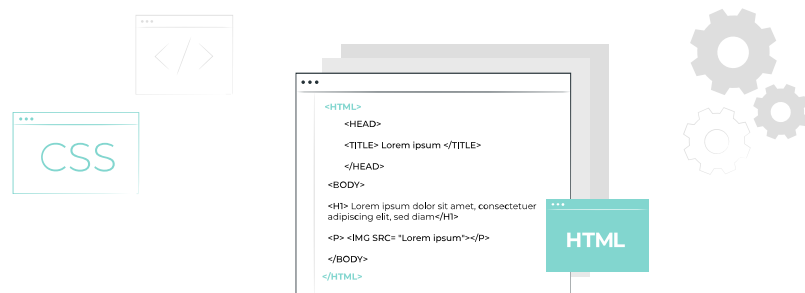 </>
CSS
<HTML>
<HEAD>
<TITLE> Lorem ipsum </TITLE>
</HEAD>
<BODY>
<H1> Lorem ipsum dolor sit amet, consectetuer
adipiscing elit, sed diam</H1>
<P> <IMG SRC= "Lorem ipsum"></P>
</BODY>
</HTML>
HTML